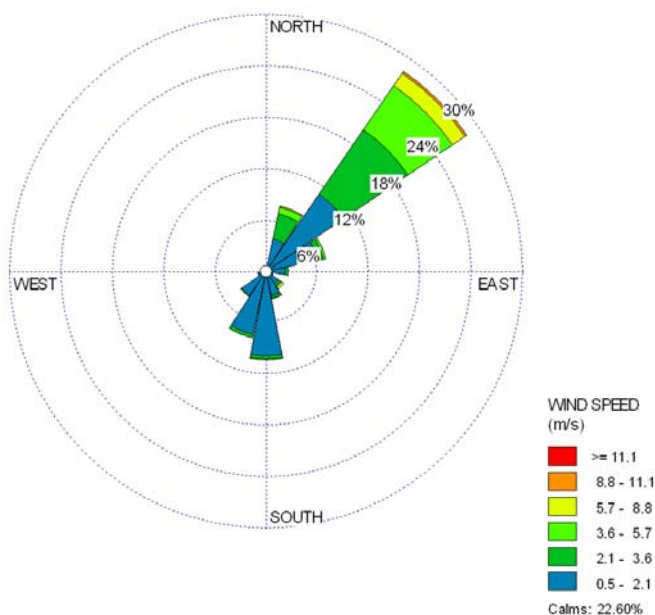 NORTH
30%
24%
18%
12%
6%
WEST
EAST
SOUTH
WIND SPEED
(m/s)
>= 11.1
8.8 - 11.1
5.7 - 8.8
3.6 - 5.7
2.1 - 3.6
0.5 - 2.1
Calms: 22.60%